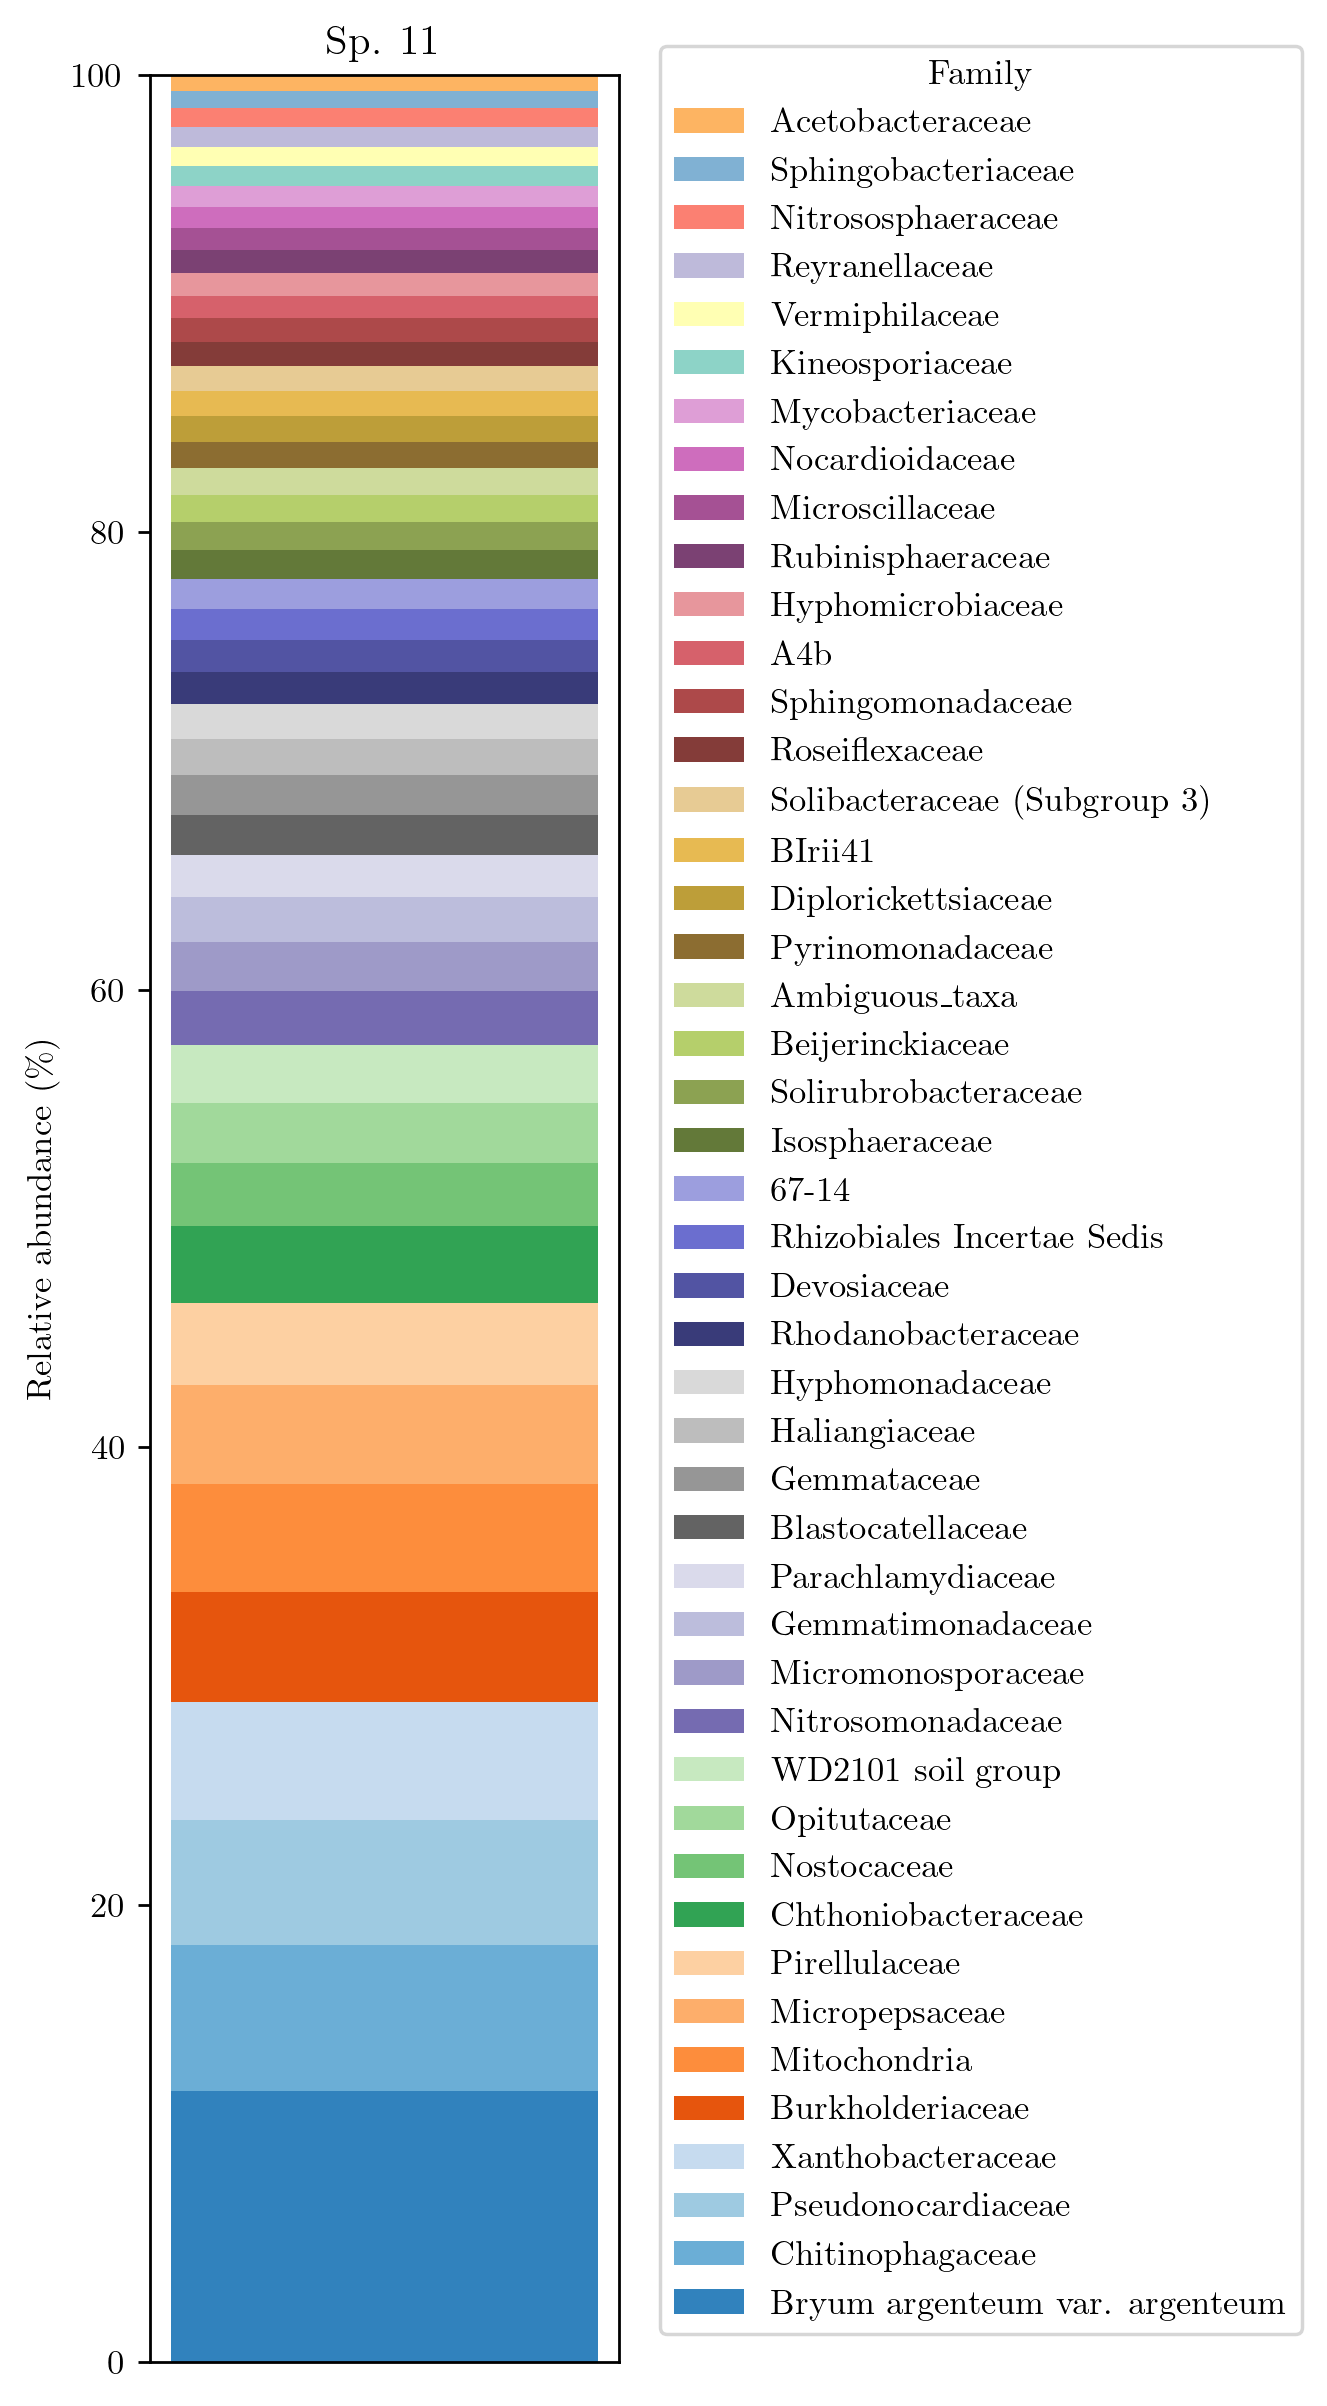 Sp. 11
100
80
60
40
20
0
Relative abundance (%)
Family
Acetobacteraceae
Sphingobacteriaceae
Nitrososphaeraceae
Reyranellaceae
Vermiphilaceae
Kineosporiaceae
Mycobacteriaceae
Nocardioidaceae
Microscillaceae
Rubinisphaeraceae
Hyphomicrobiaceae
A4b
Sphingomonadaceae
Roseiflexaceae
Solibacteraceae (Subgroup 3)
BIrii41
Diplorickettsiaceae
Pyrinomonadaceae
Ambiguous_taxa
Beijerinckiaceae
Solirubrobacteraceae
Isosphaeraceae
67-14
Rhizobiales Incertae Sedis
Devosiaceae
Rhodanobacteraceae
Hyphomonadaceae
Haliangiaceae
Gemmataceae
Blastocatellaceae
Parachlamydiaceae
Gemmatimonadaceae
Micromonosporaceae
Nitrosomonadaceae
WD2101 soil group
Opitutaceae
Nostocaceae
Chthoniobacteraceae
Pirellulaceae
Micropepsaceae
Mitochondria
Burkholderiaceae
Xanthobacteraceae
Pseudonocardiaceae
Chitinophagaceae
Bryum argenteum var. argenteum